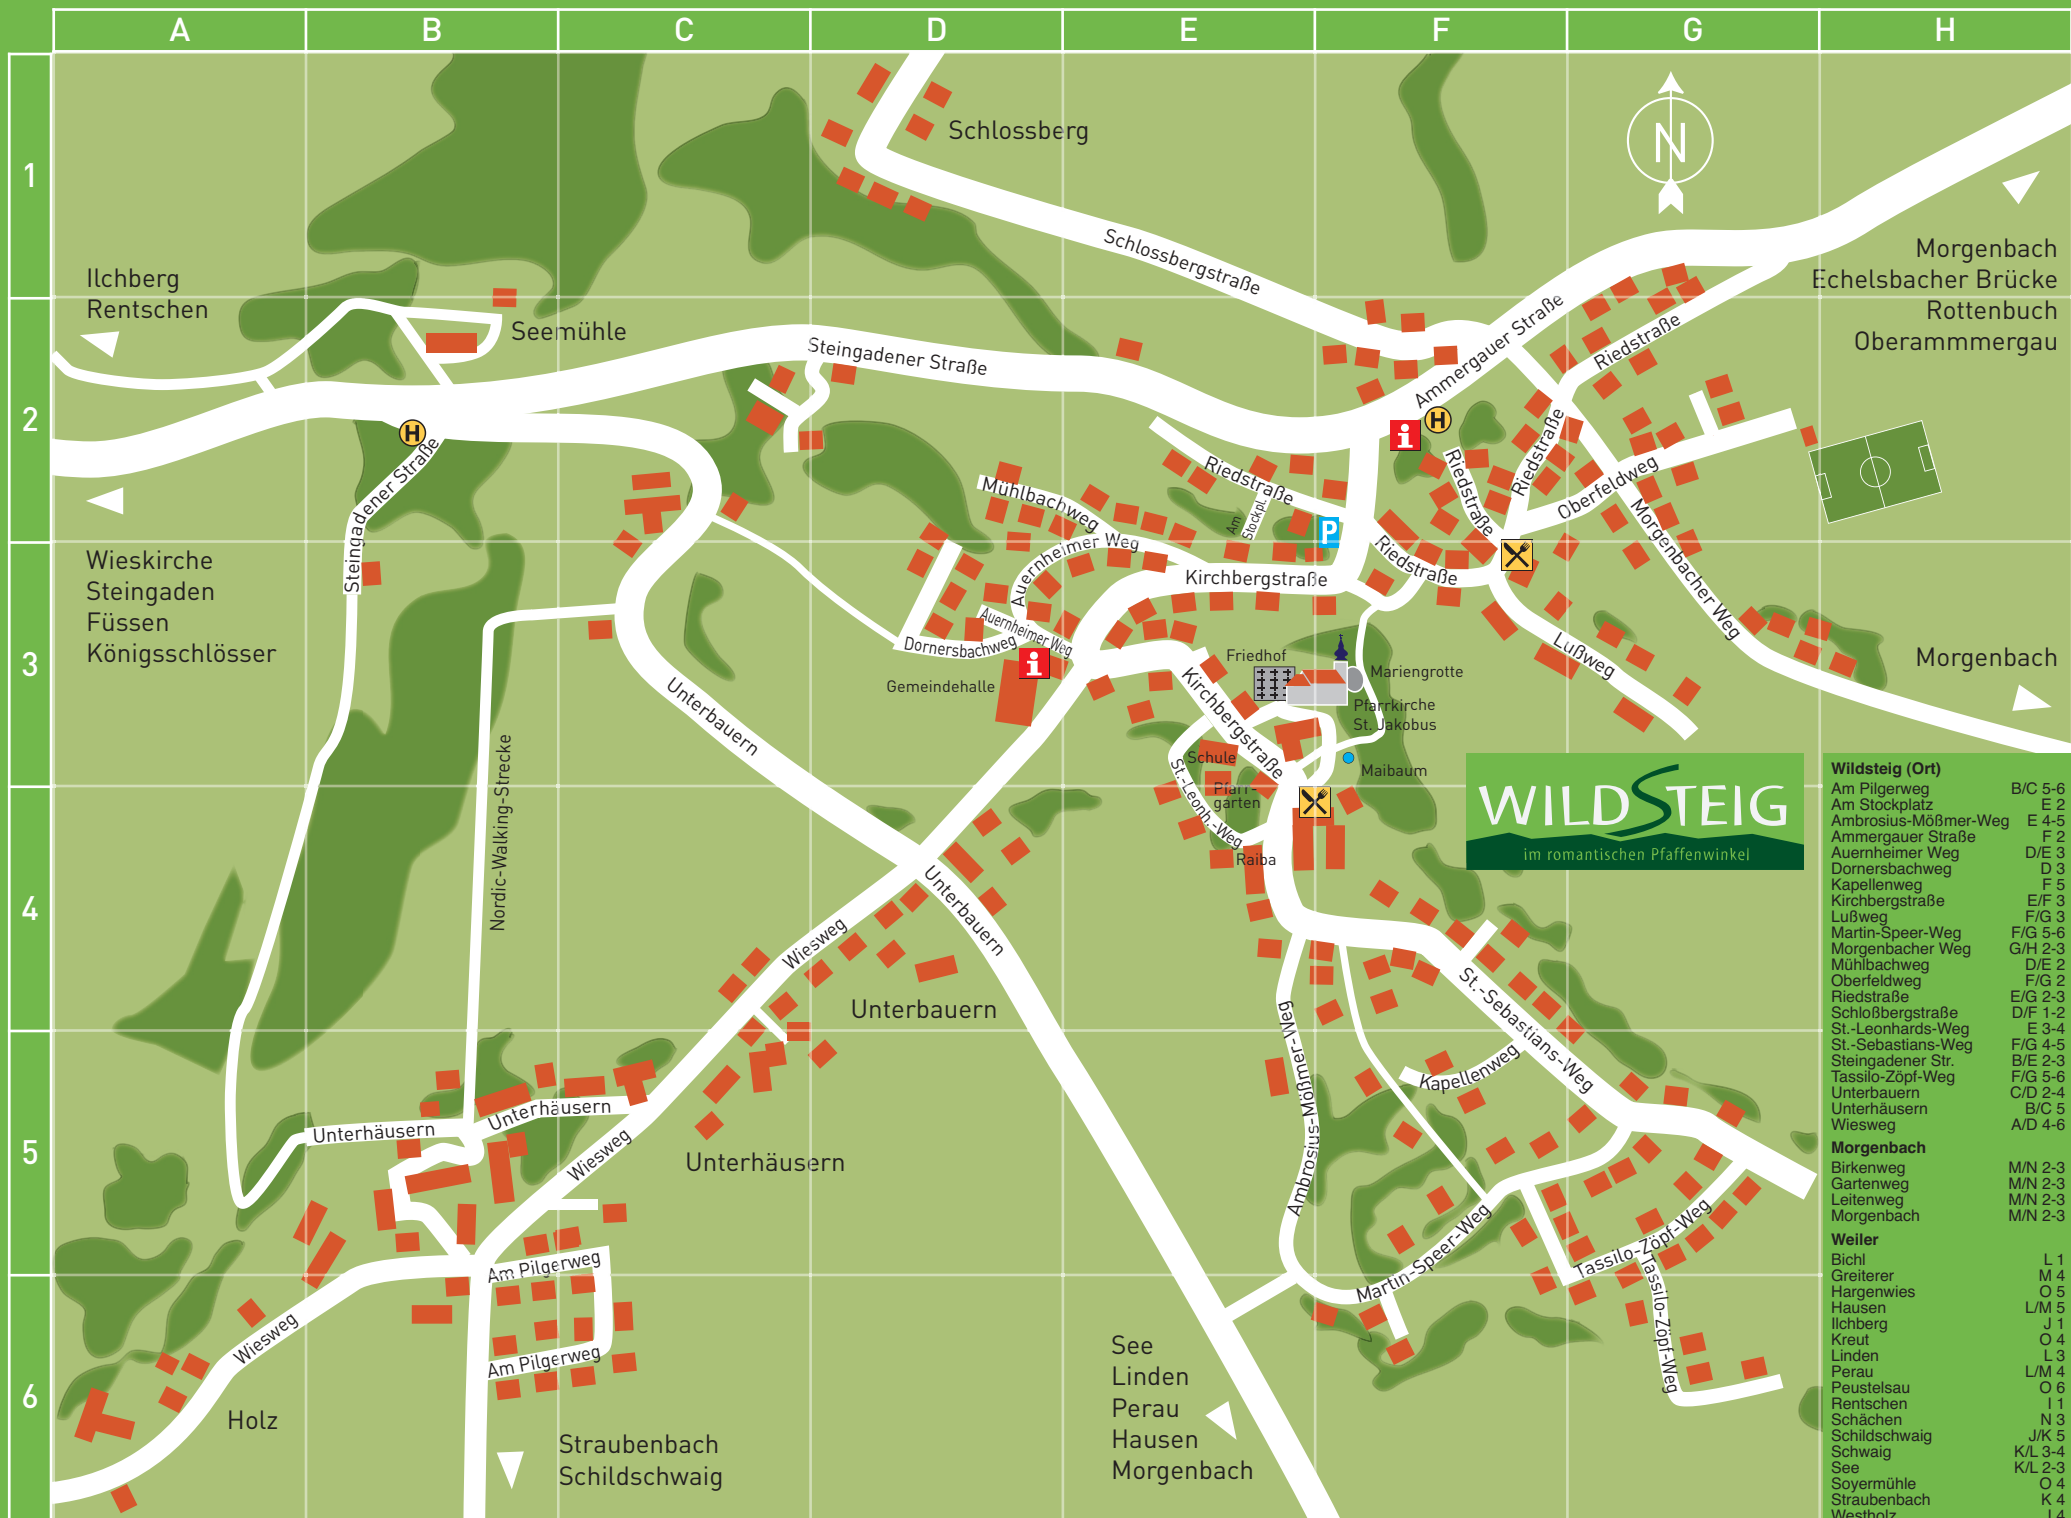 A B C D E F G H
1
2
3
4
5
6
N
Schlossberg
Schlossbergstraße
Ilchberg
Rentschen
Seemühle
Morgenbach
Echelsbacher Brücke
Rottenbuch
Oberammmergau
Steingadener Straße
Ammergauer Straße
Riedstraße
H
H
i
Steingadener Straße
Mühlbachweg
Riedstraße
Am
Stockpl.
P
Riedstraße
Riedstraße
Oberfeldweg
Morgenbacher Weg
Wieskirche
Steingaden
Füssen
Königsschlösser
Auernheimer Weg
Auernheimer Weg
Kirchbergstraße
Riedstraße
Dornersbachweg
i
Gemeindehalle
Friedhof
Mariengrotte
Pfarrkirche
St. Jakobus
Lußweg
Morgenbach
Unterbauern
Kirchbergstraße
Schule
Maibaum
St.-Leonh.-Weg
Pfarr-
garten
Raiba
Nordic-Walking-Strecke
WILDSTEIG
im romantischen Pfaffenwinkel
Unterbauern
Wiesweg
Unterbauern
St.-Sebastians-Weg
Ambrosius-Mößmer-Weg
Kapellenweg
Unterhäusern
Unterhäusern
Wiesweg
Unterhäusern
Am Pilgerweg
Martin-Speer-Weg
Tassilo-Zöpf-Weg
Tassilo-Zöpf-Weg
Wiesweg
Am Pilgerweg
Holz
Straubenbach
Schildschwaig
See
Linden
Perau
Hausen
Morgenbach
Wildsteig (Ort)
Am Pilgerweg B/C 5-6
Am Stockplatz E 2
Ambrosius-Mößmer-Weg E 4-5
Ammergauer Straße F 2
Auernheimer Weg D/E 3
Dornersbachweg D 3
Kapellenweg F 5
Kirchbergstraße E/F 3
Lußweg F/G 3
Martin-Speer-Weg F/G 5-6
Morgenbacher Weg G/H 2-3
Mühlbachweg D/E 2
Oberfeldweg F/G 2
Riedstraße E/G 2-3
Schloßbergstraße D/F 1-2
St.-Leonhards-Weg E 3-4
St.-Sebastians-Weg F/G 4-5
Steingadener Str. B/E 2-3
Tassilo-Zöpf-Weg F/G 5-6
Unterbauern C/D 2-4
Unterhäusern B/C 5
Wiesweg A/D 4-6
Morgenbach
Birkenweg M/N 2-3
Gartenweg M/N 2-3
Leitenweg M/N 2-3
Morgenbach M/N 2-3
Weiler
Bichl L 1
Greiterer M 4
Hargenwies O 5
Hausen L/M 5
Ilchberg J 1
Kreut O 4
Linden L 3
Perau L/M 4
Peustelsau O 6
Rentschen I 1
Schächen N 3
Schildschwaig J/K 5
Schwaig K/L 3-4
See K/L 2-3
Soyermühle O 4
Straubenbach K 4
Westholz